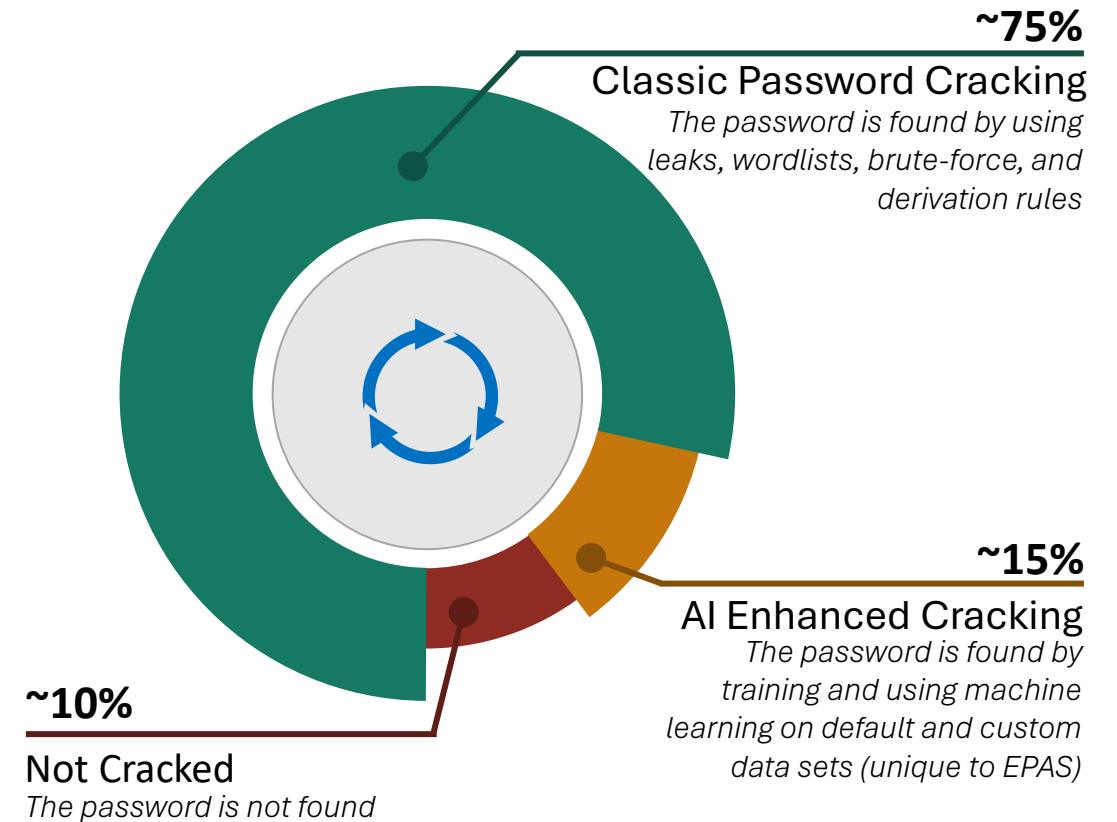 ~75%
Classic Password Cracking
The password is found by using
leaks, wordlists, brute-force, and
derivation rules
~15%
AI Enhanced Cracking
The password is found by
training and using machine
learning on default and custom
data sets (unique to EPAS)
~10%
Not Cracked
The password is not found